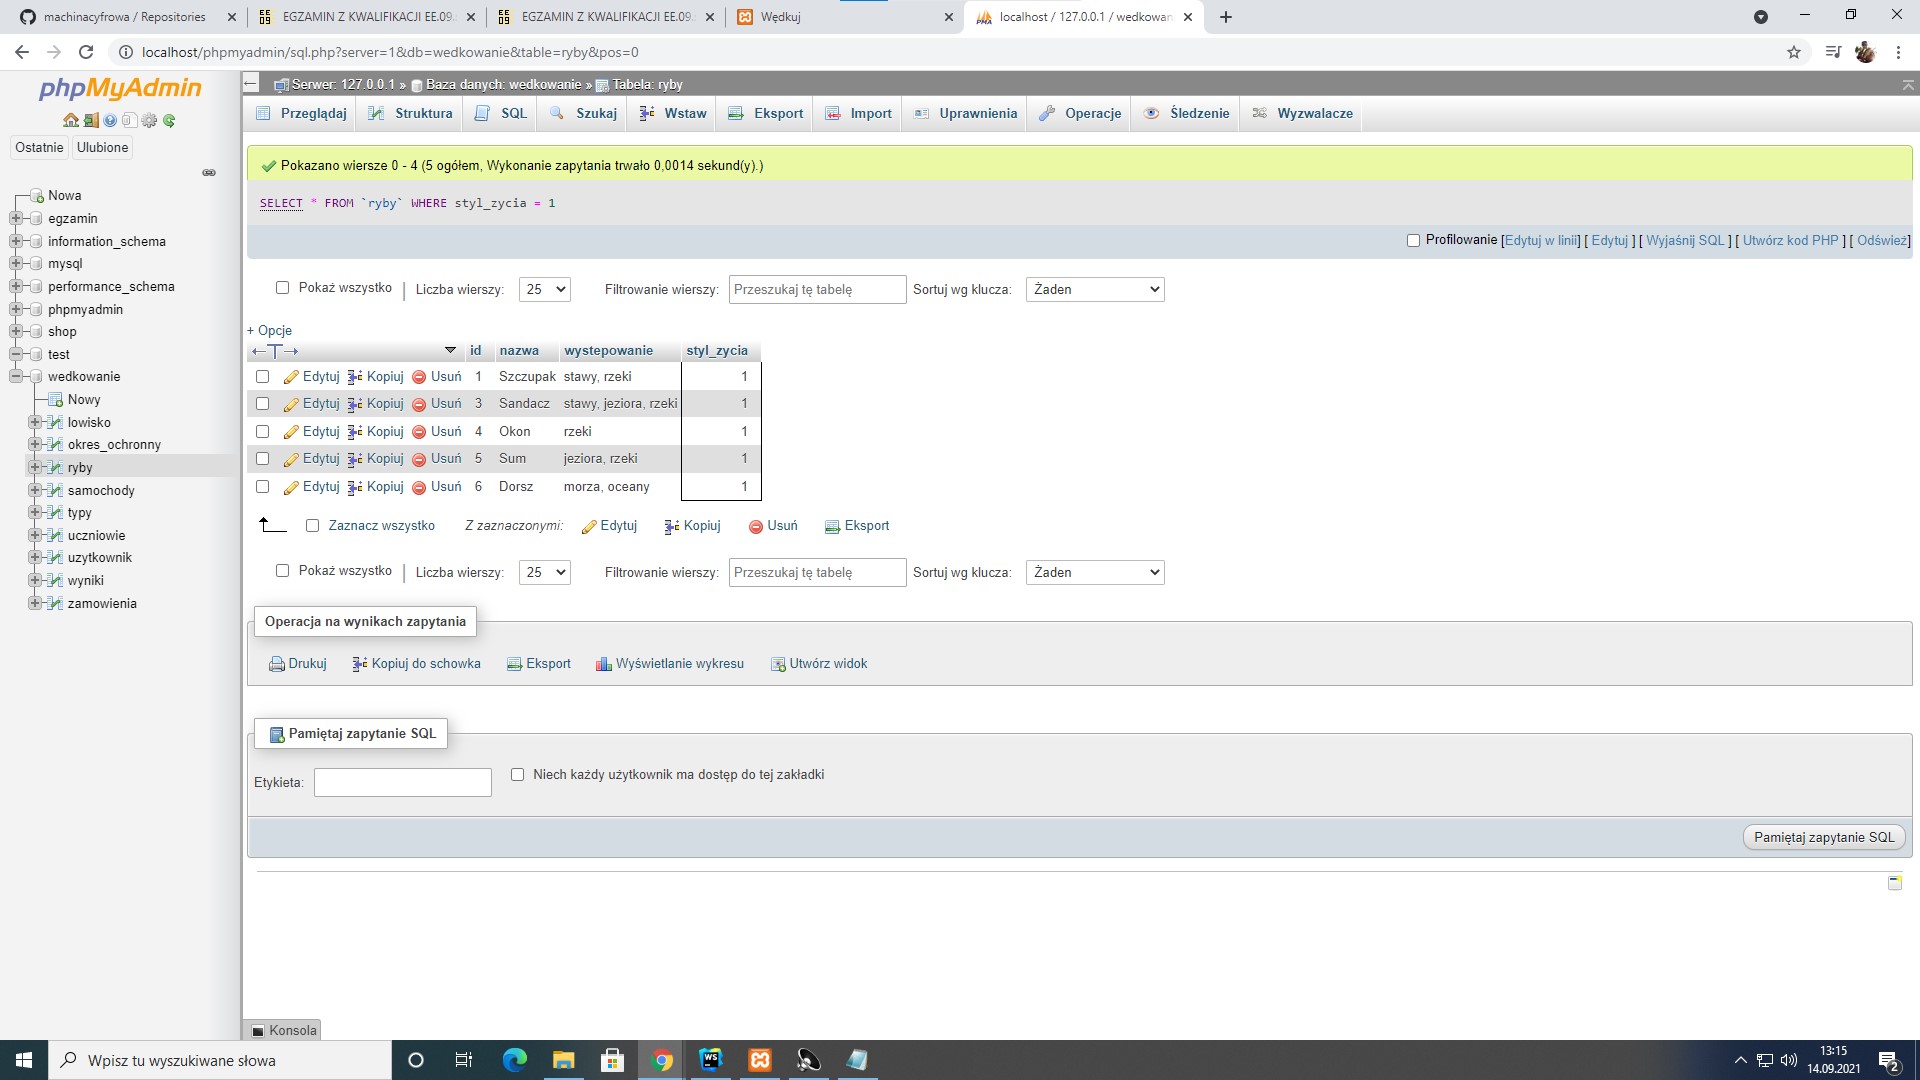 machinacyfrowa / Repositories
EGZAMIN Z KWALIFIKACJI EE.09.
EGZAMIN Z KWALIFIKACJI EE.09.
Wędkuj
localhost / 127.0.0.1 / wedkowan
localhost/phpmyadmin/sql.php?server=1&db=wedkowanie&table=ryby&pos=0
phpMyAdmin
Ostatnie Ulubione
Nowa
egzamin
information_schema
mysql
performance_schema
phpmyadmin
shop
test
wedkowanie
Nowy
lowisko
okres_ochronny
ryby
samochody
typy
uczniowie
uzytkownik
wyniki
zamowienia
Serwer: 127.0.0.1 » Baza danych: wedkowanie » Tabela: ryby
Przeglądaj Struktura SQL Szukaj Wstaw Eksport Import Uprawnienia Operacje Śledzenie Wyzwalacze
Pokazano wiersze 0 - 4 (5 ogółem, Wykonanie zapytania trwało 0,0014 sekund(y).)
SELECT * FROM `ryby` WHERE styl_zycia = 1
Profilowanie [Edytuj w linii] [ Edytuj ] [ Wyjaśnij SQL ] [ Utwórz kod PHP ] [ Odśwież]
Pokaż wszystko | Liczba wierszy: 25 Filtrowanie wierszy: Przeszukaj tę tabelę Sortuj wg klucza: Żaden
+ Opcje
←T→ id nazwa wystepowanie styl_zycia
Edytuj Kopiuj Usuń 1 Szczupak stawy, rzeki 1
Edytuj Kopiuj Usuń 3 Sandacz stawy, jeziora, rzeki 1
Edytuj Kopiuj Usuń 4 Okon rzeki 1
Edytuj Kopiuj Usuń 5 Sum jeziora, rzeki 1
Edytuj Kopiuj Usuń 6 Dorsz morza, oceany 1
Zaznacz wszystko Z zaznaczonymi: Edytuj Kopiuj Usuń Eksport
Pokaż wszystko | Liczba wierszy: 25 Filtrowanie wierszy: Przeszukaj tę tabelę Sortuj wg klucza: Żaden
Operacja na wynikach zapytania
Drukuj Kopiuj do schowka Eksport Wyświetlanie wykresu Utwórz widok
Pamiętaj zapytanie SQL
Etykieta: Niech każdy użytkownik ma dostęp do tej zakładki
Pamiętaj zapytanie SQL
Konsola
Wpisz tu wyszukiwane słowa
WS
13:15
14.09.2021
2